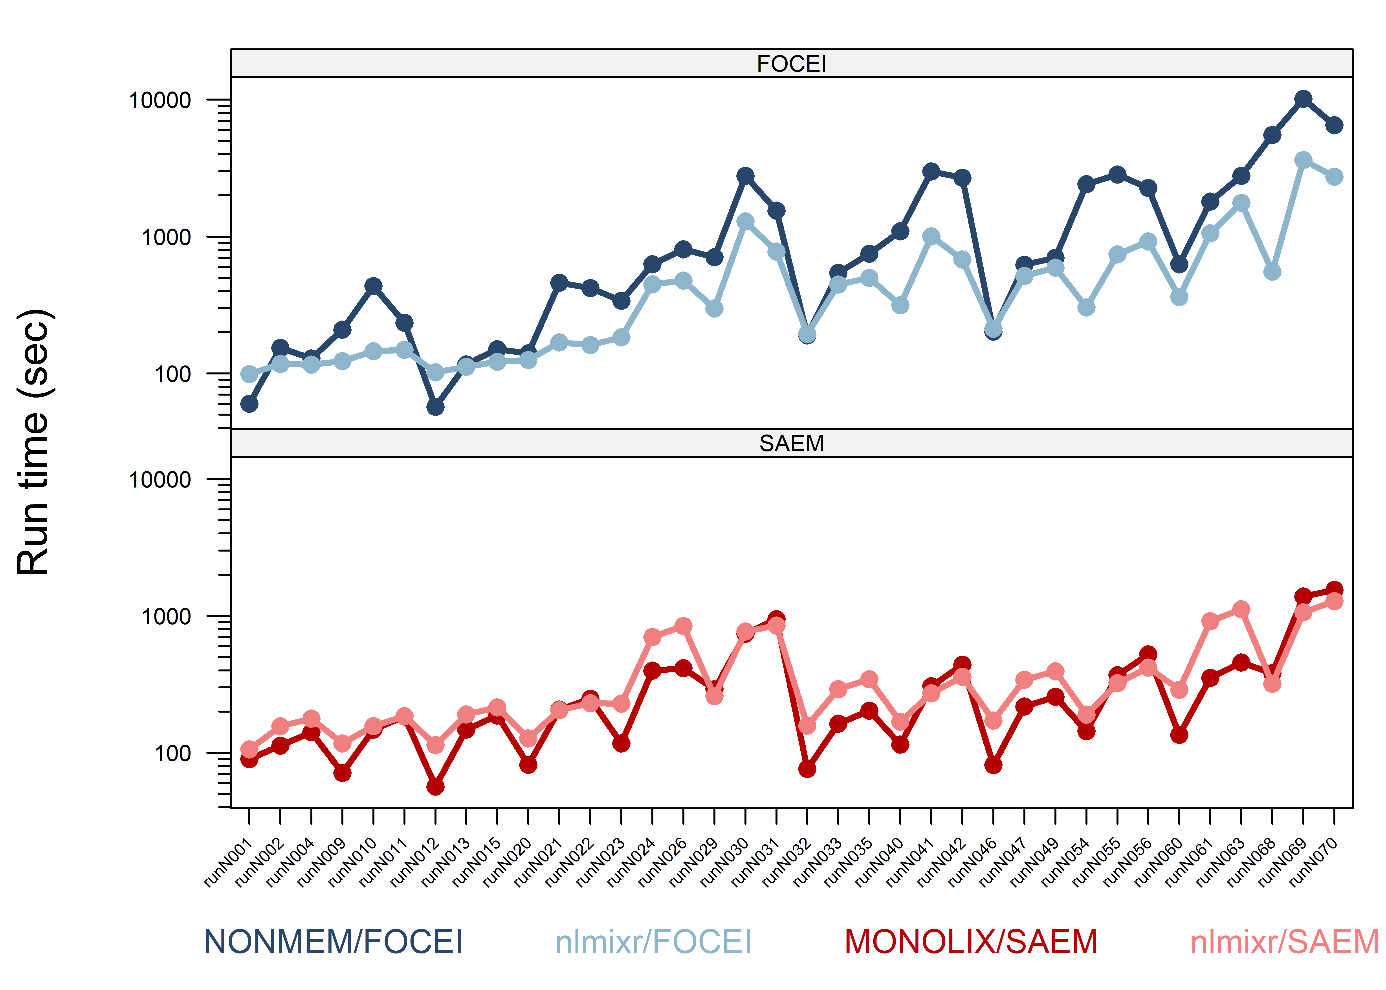 FOCEI
10000
1000
100
SAEM
10000
1000
100
Run time (sec)
runN001
runN002
runN004
runN009
runN010
runN011
runN012
runN013
runN015
runN020
runN021
runN022
runN023
runN024
runN026
runN029
runN030
runN031
runN032
runN033
runN035
runN040
runN041
runN042
runN046
runN047
runN049
runN054
runN055
runN056
runN060
runN061
runN063
runN068
runN069
runN070
NONMEM/FOCEI nlmixr/FOCEI MONOLIX/SAEM nlmixr/SAEM